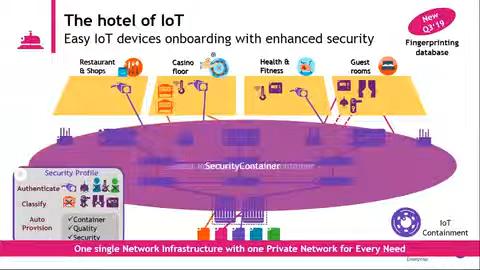 The hotel of IoT
Easy IoT devices onboarding with enhanced security
New
Q3'19
Fingerprinting
database
Restaurant
& Shops
Casino
floor
Health &
Fitness
Guest
rooms
SecurityContainer
Security Profile
Authenticate
Classify
Auto
Provision
✓Container
✓Quality
✓Security
IoT
Containment
One single Network Infrastructure with one Private Network for Every Need
Enterprise